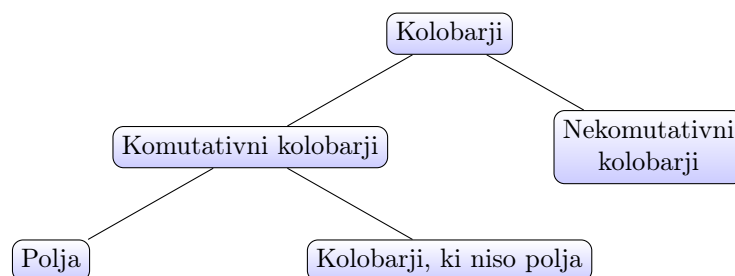 Kolobarji
Komutativni kolobarji
Nekomutativni
kolobarji
Polja
Kolobarji, ki niso polja